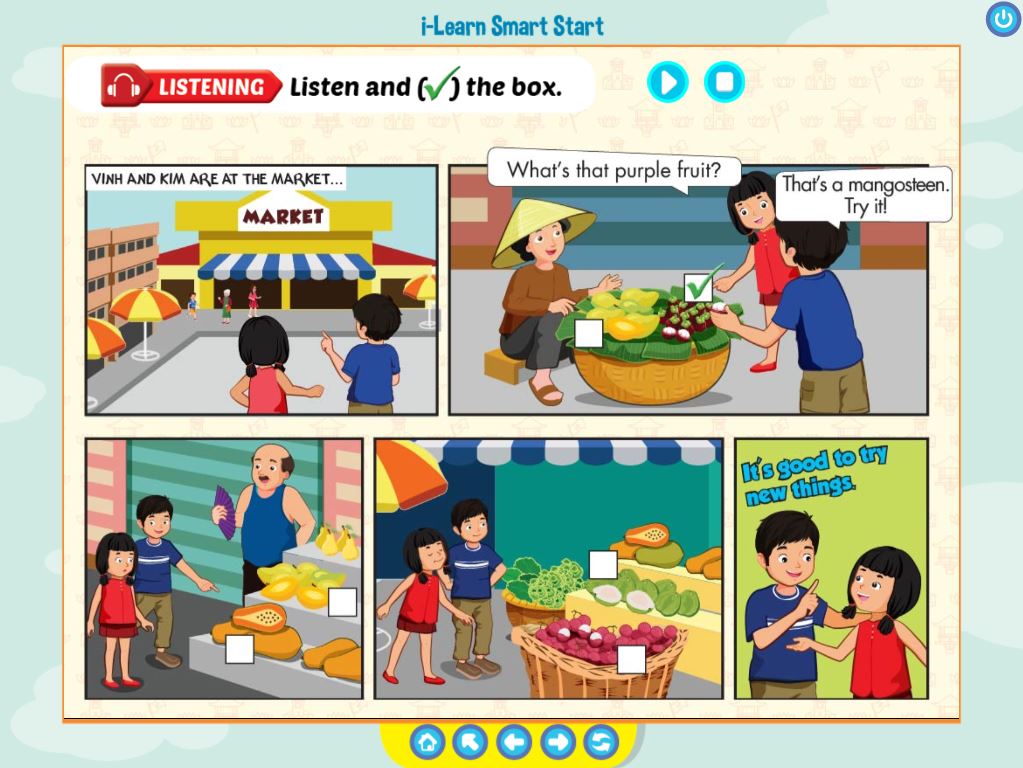 i-Learn Smart Start
LISTENING Listen and (✓) the box.
VINH AND KIM ARE AT THE MARKET...
MARKET
What's that purple fruit?
That's a mangosteen.
Try it!
It's good to try
new things.